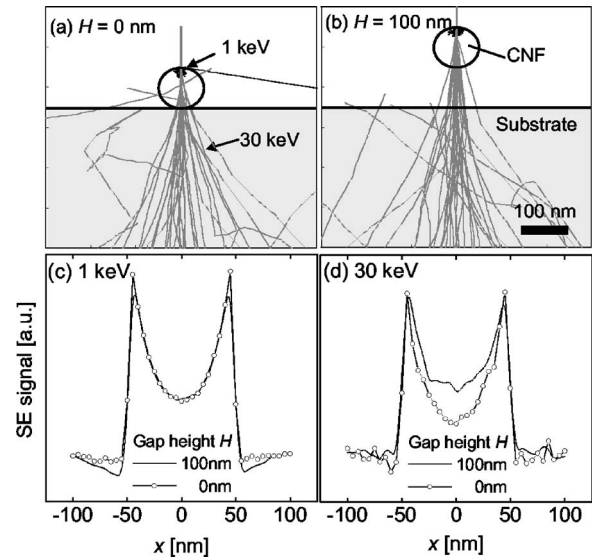 (a) H = 0 nm
1 keV
30 keV
(b) H = 100 nm
CNF
Substrate
100 nm
(c) 1 keV
SE signal [a.u.]
Gap height H
100nm
0nm
-100 -50 0 50 100
x [nm]
(d) 30 keV
Gap height H
100nm
0nm
-100 -50 0 50 100
x [nm]